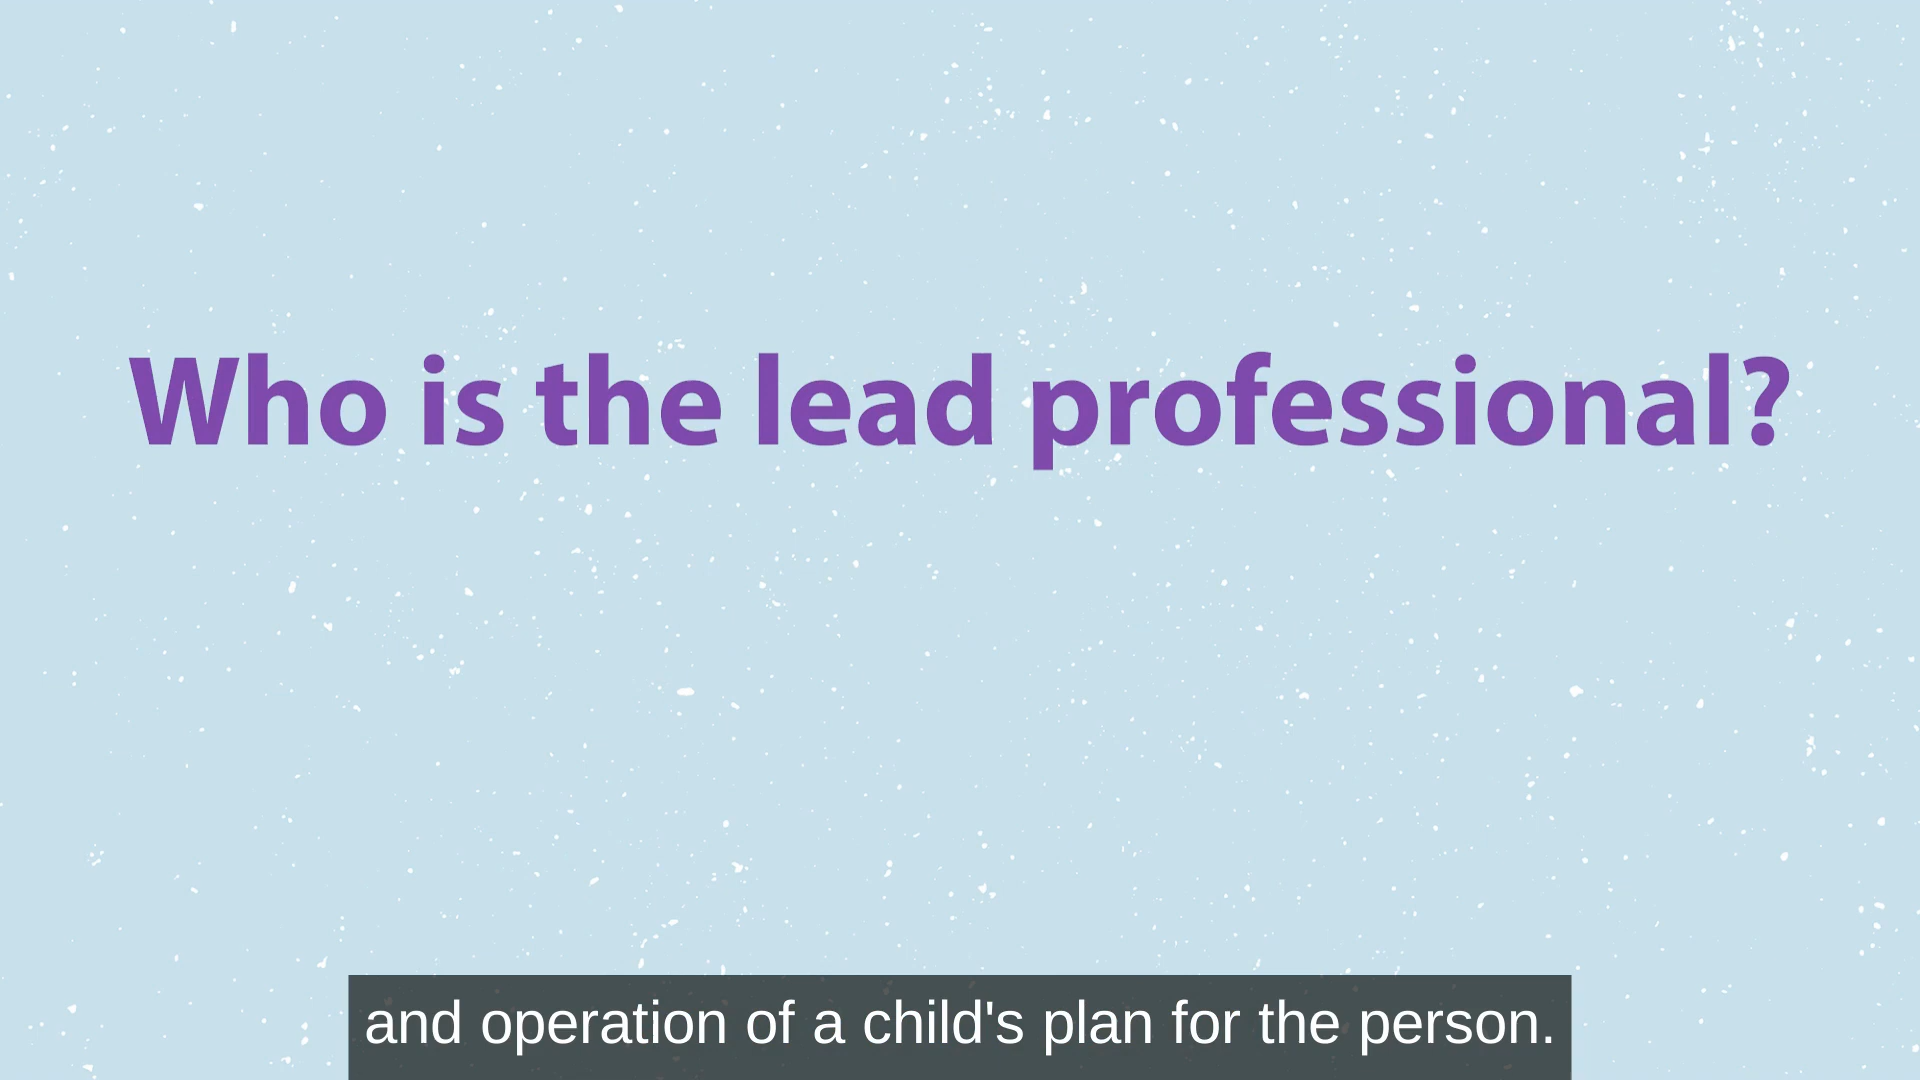 Who is the lead professional?
and operation of a child's plan for the person.